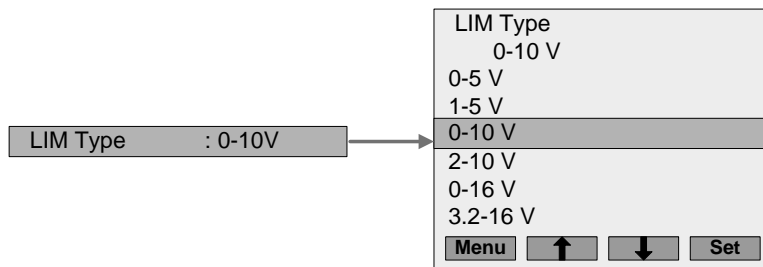 LIM Type : 0-10V
LIM Type
0-10 V
0-5 V
1-5 V
0-10 V
2-10 V
0-16 V
3.2-16 V
Menu Set